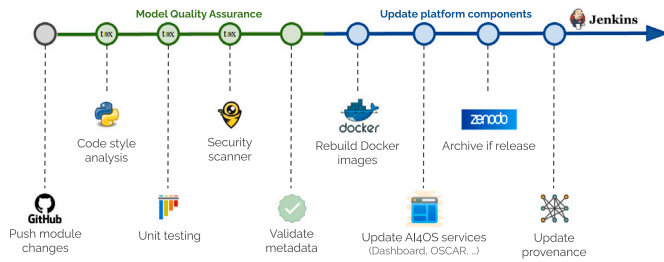 Model Quality Assurance
Update platform components
Jenkins
tox
tox
tox
Code style
analysis
Security
scanner
docker
Rebuild Docker
images
zenodo
Archive if release
GitHub
Push module
changes
Unit testing
Validate
metadata
Update AI4OS services
(Dashboard, OSCAR, ...)
Update
provenance